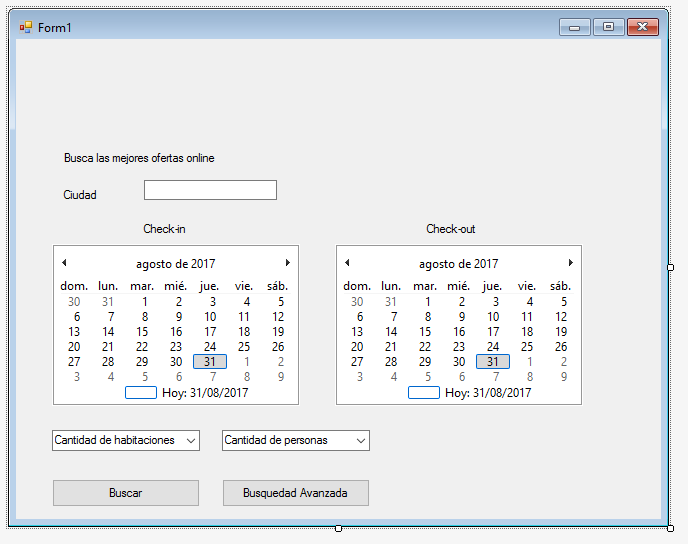 Form1
Busca las mejores ofertas online
Ciudad
Check-in
Check-out
agosto de 2017
dom. lun. mar. mié. jue. vie. sáb.
30 31 1 2 3 4 5
6 7 8 9 10 11 12
13 14 15 16 17 18 19
20 21 22 23 24 25 26
27 28 29 30 31 1 2
3 4 5 6 7 8 9
Hoy: 31/08/2017
agosto de 2017
dom. lun. mar. mié. jue. vie. sáb.
30 31 1 2 3 4 5
6 7 8 9 10 11 12
13 14 15 16 17 18 19
20 21 22 23 24 25 26
27 28 29 30 31 1 2
3 4 5 6 7 8 9
Hoy: 31/08/2017
Cantidad de habitaciones
Cantidad de personas
Buscar
Busquedad Avanzada